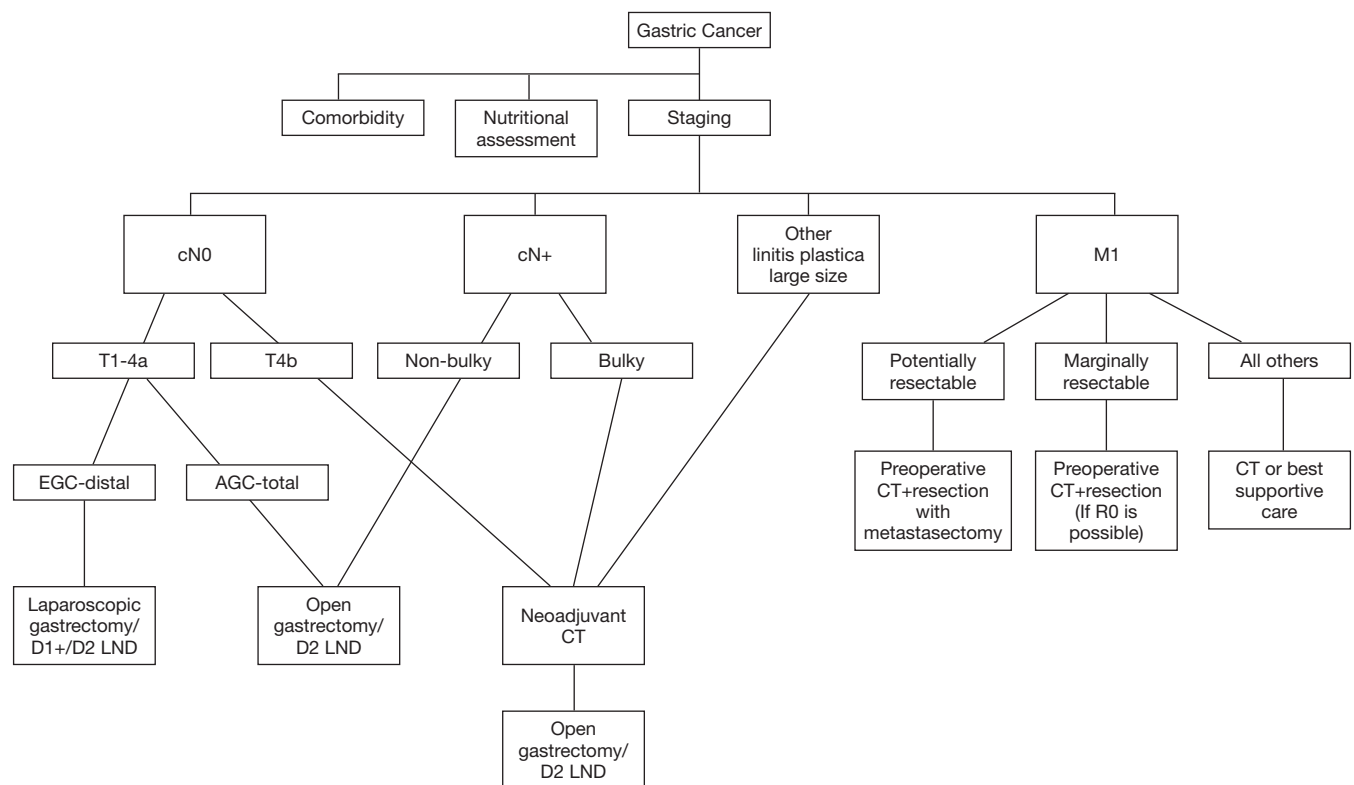 Gastric Cancer
Comorbidity
Nutritional
assessment
Staging
cN0
cN+
Other
linitis plastica
large size
M1
T1-4a
T4b
Non-bulky
Bulky
Potentially
resectable
Marginally
resectable
All others
EGC-distal
AGC-total
Preoperative
CT+resection
with
metastasectomy
Preoperative
CT+resection
(If R0 is
possible)
CT or best
supportive
care
Laparoscopic
gastrectomy/
D1+/D2 LND
Open
gastrectomy/
D2 LND
Neoadjuvant
CT
Open
gastrectomy/
D2 LND